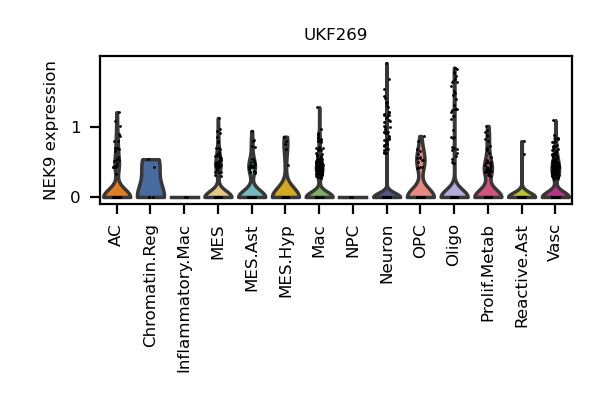 UKF269
NEK9 expression
1
0
AC
Chromatin.Reg
Inflammatory.Mac
MES
MES.Ast
MES.Hyp
Mac
NPC
Neuron
OPC
Oligo
Prolif.Metab
Reactive.Ast
Vasc